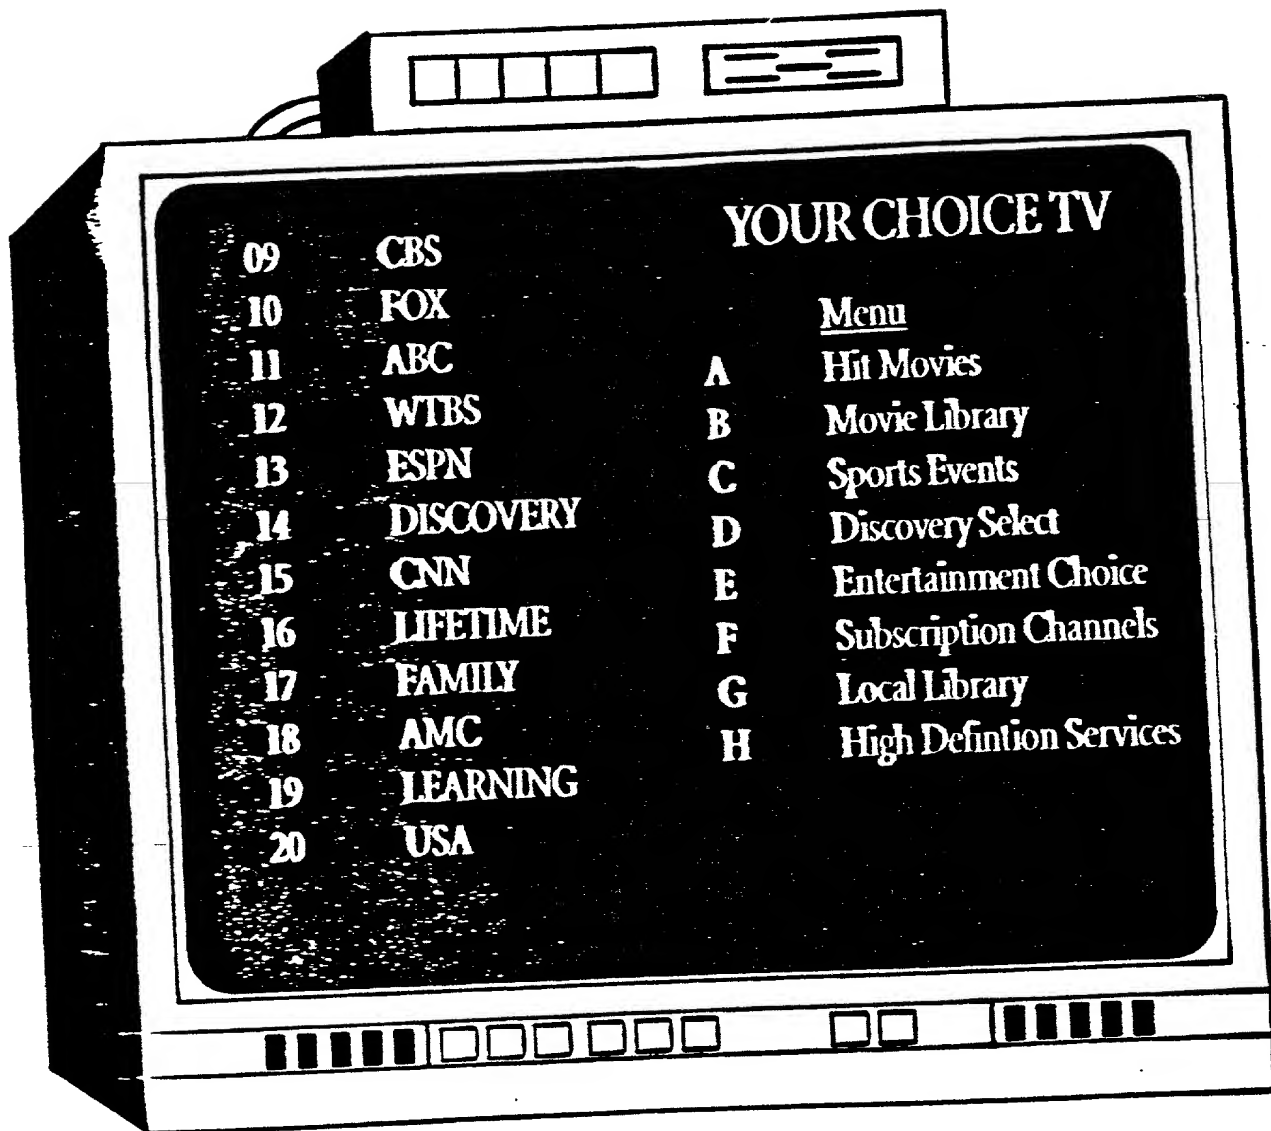 09 CBS
10 FOX
11 ABC
12 WTBS
13 ESPN
14 DISCOVERY
15 CNN
16 LIFETIME
17 FAMILY
18 AMC
19 LEARNING
20 USA
YOUR CHOICE TV
Menu
A Hit Movies
B Movie Library
C Sports Events
D Discovery Select
E Entertainment Choice
F Subscription Channels
G Local Library
H High Defintion Services